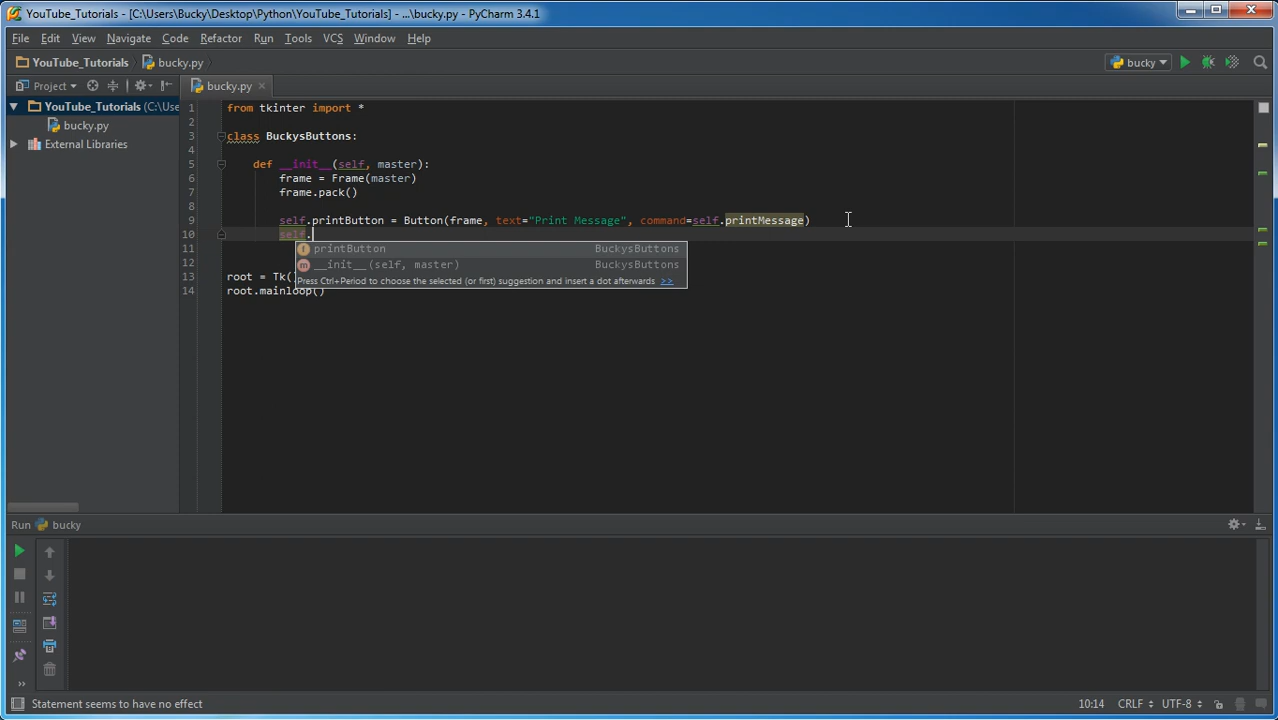 YouTube_Tutorials - [C:\Users\Bucky\Desktop\Python\YouTube_Tutorials] - ...\bucky.py - PyCharm 3.4.1
File Edit View Navigate Code Refactor Run Tools VCS Window Help
YouTube_Tutorials bucky.py bucky
Project bucky.py
YouTube_Tutorials (C:\Use
bucky.py
External Libraries
1 from tkinter import *
2
3 class BuckysButtons:
4
5 def __init__(self, master):
6 frame = Frame(master)
7 frame.pack()
8
9 self.printButton = Button(frame, text="Print Message", command=self.printMessage)
10 self.
11 printButton BuckysButtons
12 __init__(self, master) BuckysButtons
Press Ctrl+Period to choose the selected (or first) suggestion and insert a dot afterwards >>
13 root = Tk()
14 root.mainloop()
Run bucky
Statement seems to have no effect 10:14 CRLF UTF-8